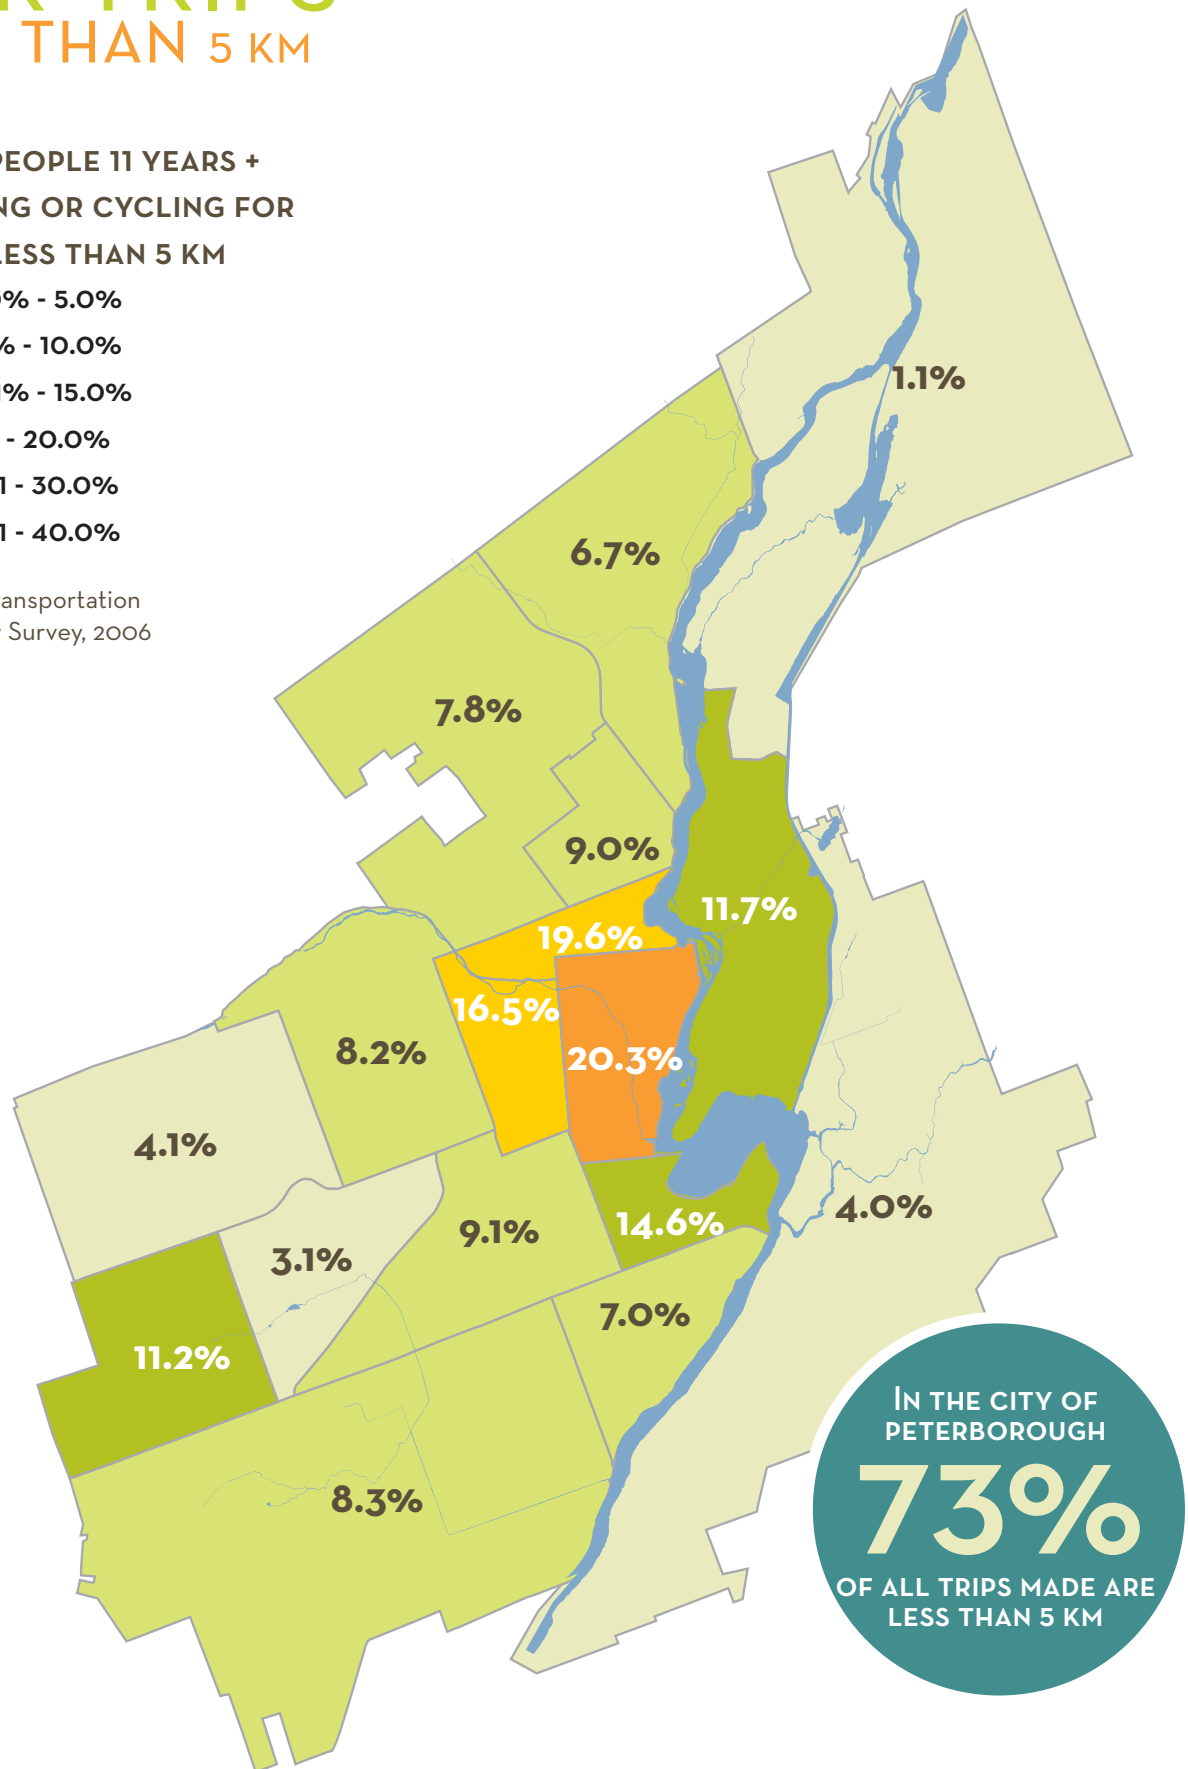 THAN 5 KM
PEOPLE 11 YEARS +
NG OR CYCLING FOR
LESS THAN 5 KM
% - 5.0%
% - 10.0%
% - 15.0%
- 20.0%
1 - 30.0%
1 - 40.0%
ansportation
Survey, 2006
1.1%
6.7%
7.8%
9.0%
11.7%
19.6%
16.5%
8.2%
20.3%
4.1%
4.0%
14.6%
9.1%
3.1%
7.0%
11.2%
8.3%
IN THE CITY OF
PETERBOROUGH
73%
OF ALL TRIPS MADE ARE
LESS THAN 5 KM